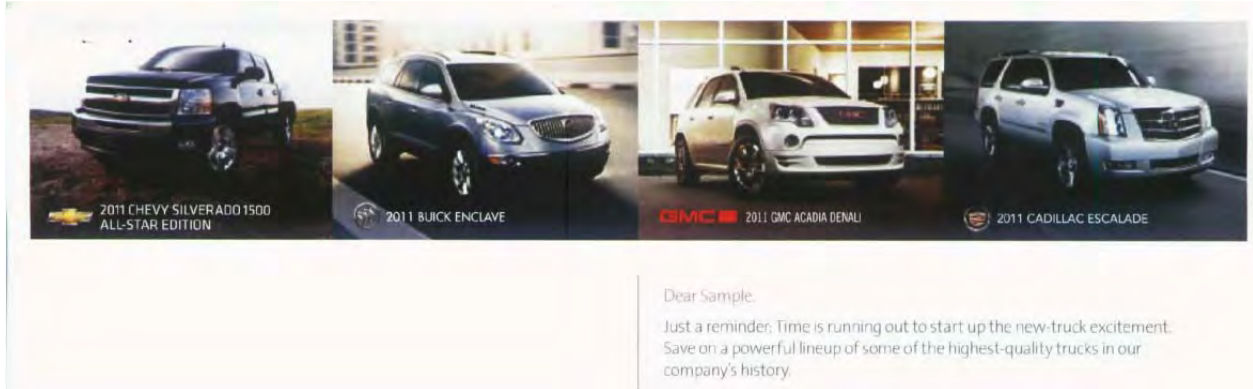 2011 CHEVY SILVERADO 1500
ALL-STAR EDITION
2011 BUICK ENCLAVE
GMC
2011 GMC ACADIA DENALI
2011 CADILLAC ESCALADE
Dear Sample,
Just a reminder: Time is running out to start up the new-truck excitement.
Save on a powerful lineup of some of the highest-quality trucks in our
company's history.